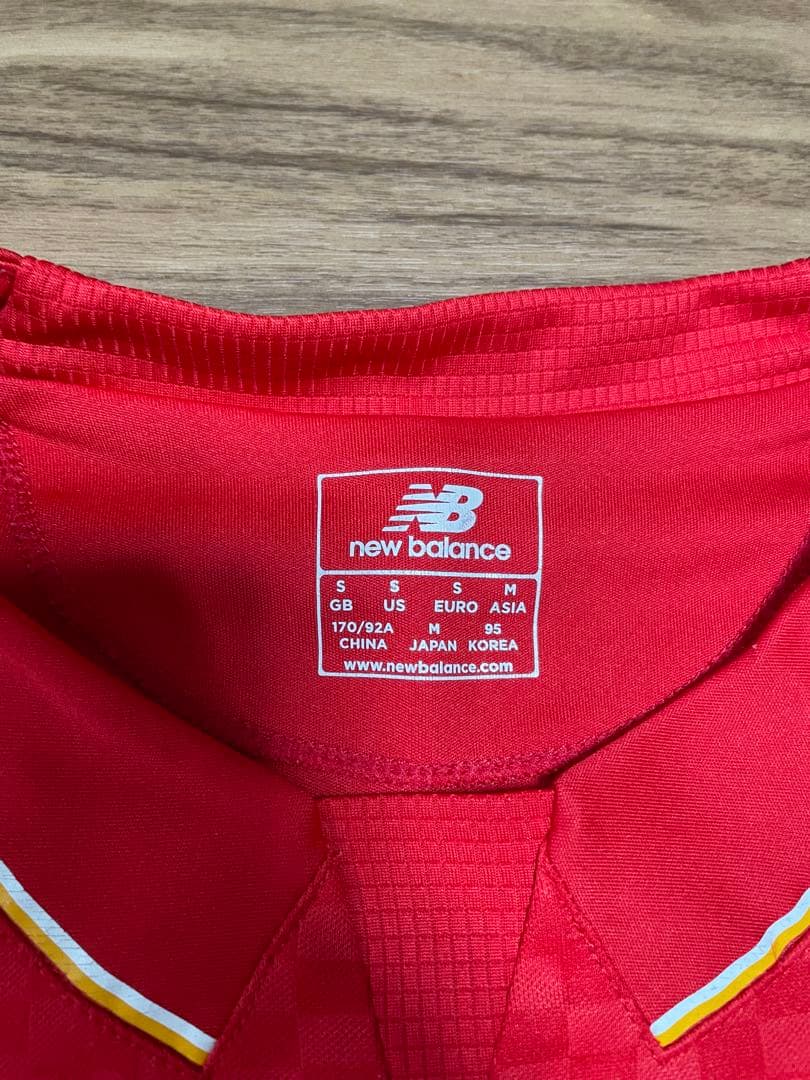 NB
new balance
S S S M
GB US EURO ASIA
170/92A M 95
CHINA JAPAN KOREA
www.newbalance.com